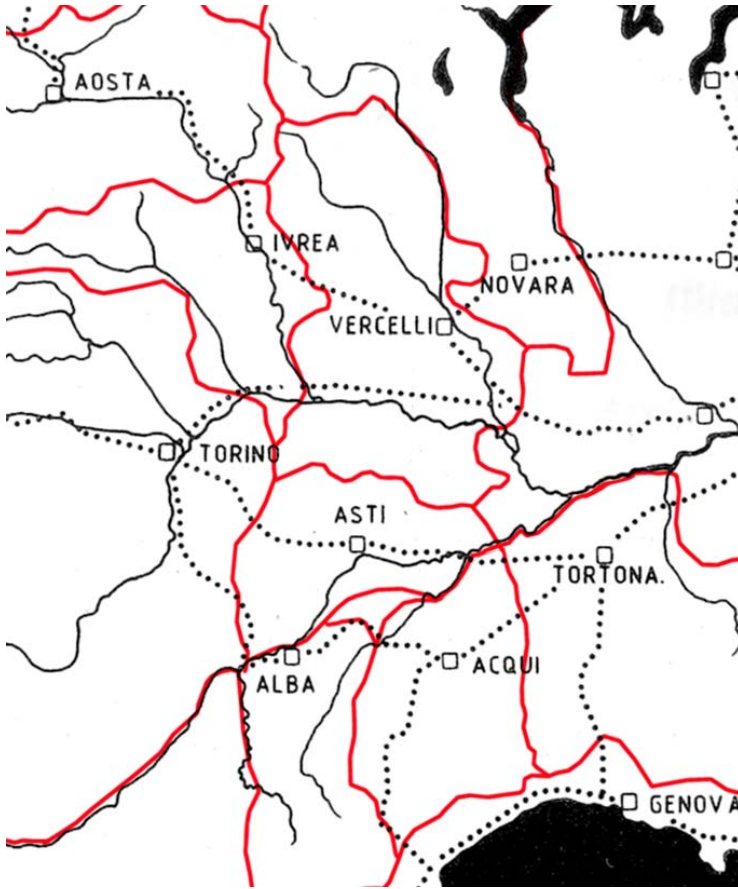 AOSTA
IVREA
NOVARA
VERCELLI
TORINO
ASTI
TORTONA.
ALBA
ACQUI
GENOVA